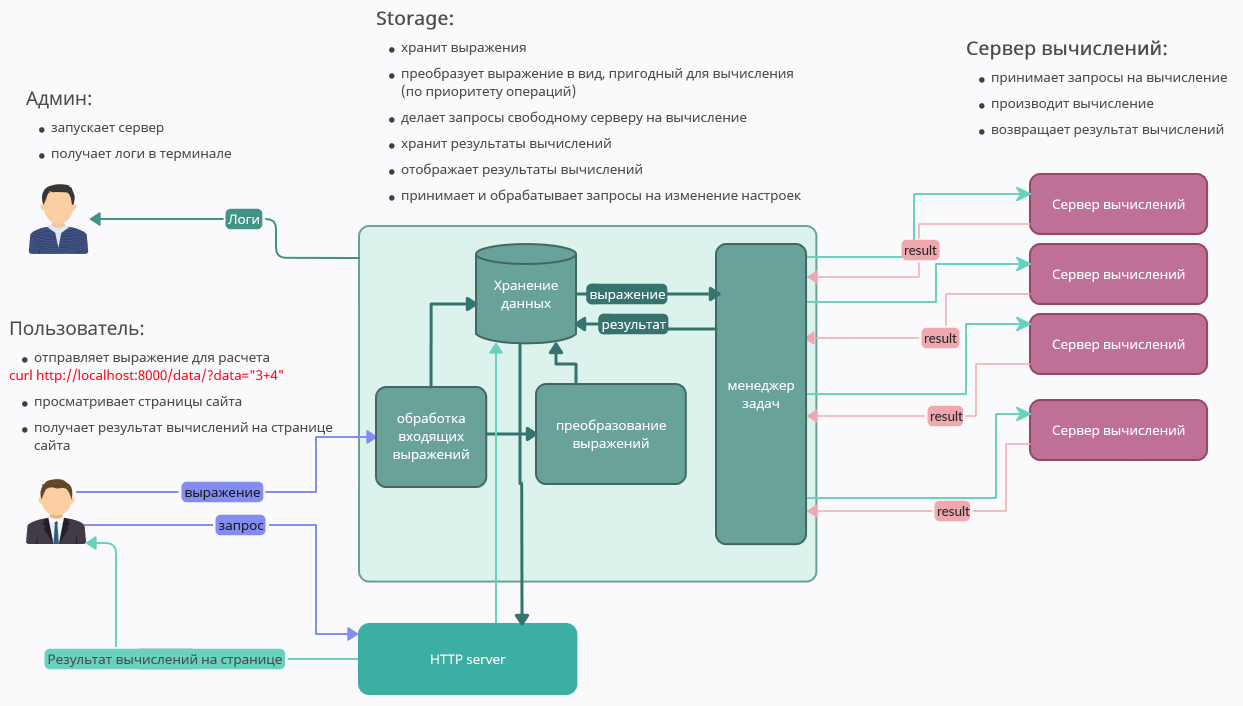 Storage:
хранит выражения
преобразует выражение в вид, пригодный для вычисления
(по приоритету операций)
делает запросы свободному серверу на вычисление
хранит результаты вычислений
отображает результаты вычислений
принимает и обрабатывает запросы на изменение настроек
Сервер вычислений:
принимает запросы на вычисление
производит вычисление
возвращает результат вычислений
Админ:
запускает сервер
получает логи в терминале
Логи
Пользователь:
отправляет выражение для расчета
curl http://localhost:8000/data/?data="3+4"
просматривает страницы сайта
получает результат вычислений на странице
сайта
выражение
запрос
Результат вычислений на странице
Хранение
данных
выражение
результат
обработка
входящих
выражений
преобразование
выражений
менеджер
задач
HTTP server
result
result
result
result
Сервер вычислений
Сервер вычислений
Сервер вычислений
Сервер вычислений